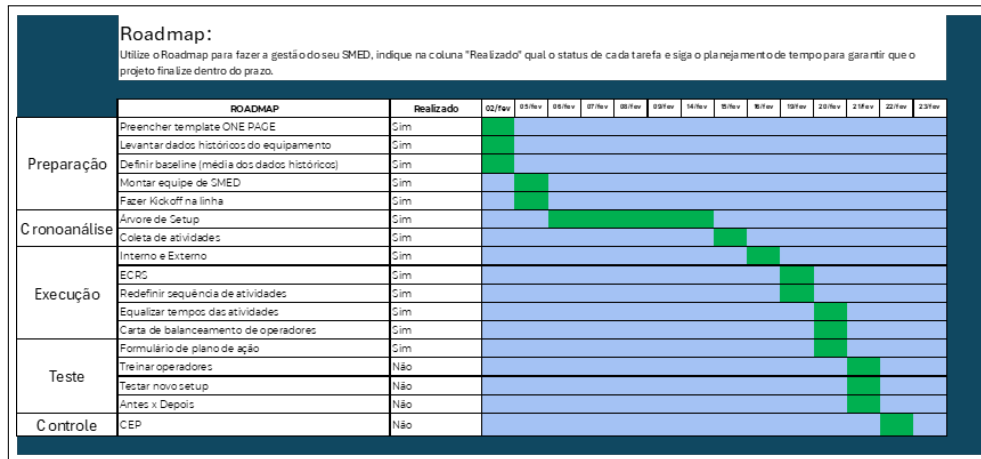 Roadmap:
Utilize o Roadmap para fazer a gestão do seu SMED, indique na coluna "Realizado" qual o status de cada tarefa e siga o planejamento de tempo para garantir que o
projeto finalize dentro do prazo.
ROADMAP Realizado 02/fev 05/fev 06/fev 07/fev 08/fev 09/fev 14/fev 15/fev 16/fev 19/fev 20/fev 21/fev 22/fev 23/fev
Preparação
Preencher template ONE PAGE Sim
Levantar dados históricos do equipamento Sim
Definir baseline (média dos dados históricos) Sim
Montar equipe de SMED Sim
Fazer Kickoff na linha Sim
Cronoanálise
Árvore de Setup Sim
Coleta de atividades Sim
Execução
Interno e Externo Sim
ECRS Sim
Redefinir sequência de atividades Sim
Equalizar tempos das atividades Sim
Carta de balanceamento de operadores Sim
Teste
Formulário de plano de ação Sim
Treinar operadores Não
Testar novo setup Não
Antes x Depois Não
Controle
CEP Não